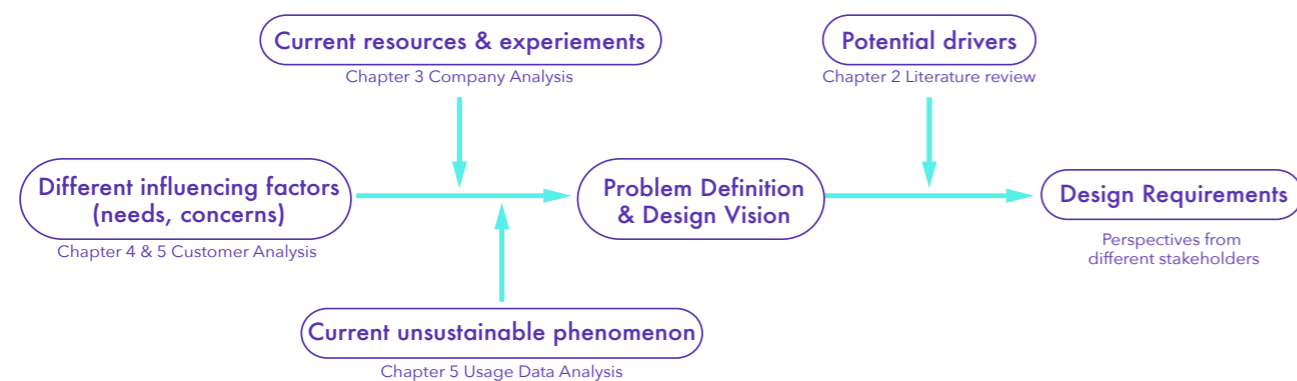 Current resources & experiements
Chapter 3 Company Analysis
Potential drivers
Chapter 2 Literature review
Different influencing factors
(needs, concerns)
Chapter 4 & 5 Customer Analysis
Problem Definition
& Design Vision
Design Requirements
Perspectives from
different stakeholders
Current unsustainable phenomenon
Chapter 5 Usage Data Analysis